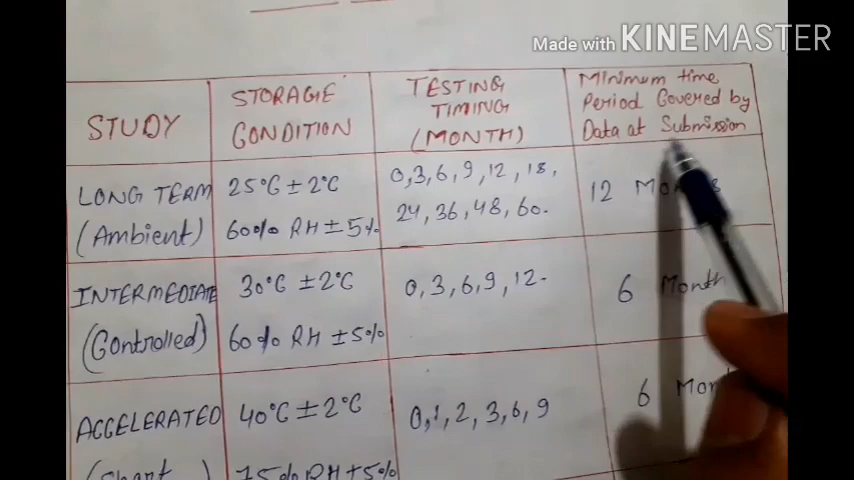 Made with KINEMASTER
STUDY
STORAGE
CONDITION
TESTING
TIMING
(MONTH)
Minimum time
Period Covered by
Data at Submission
LONG TERM
(Ambient)
25°C ± 2°C
60% RH ± 5%
0,3,6,9,12,18,
24,36,48,60.
12
INTERMEDIATE
(Controlled)
30°C ± 2°C
60% RH ± 5%
0,3,6,9,12-
6 Month
ACCELERATED
(Short )
40°C ± 2°C
75% RH ± 5%
0,1,2,3,6,9
6 Mont